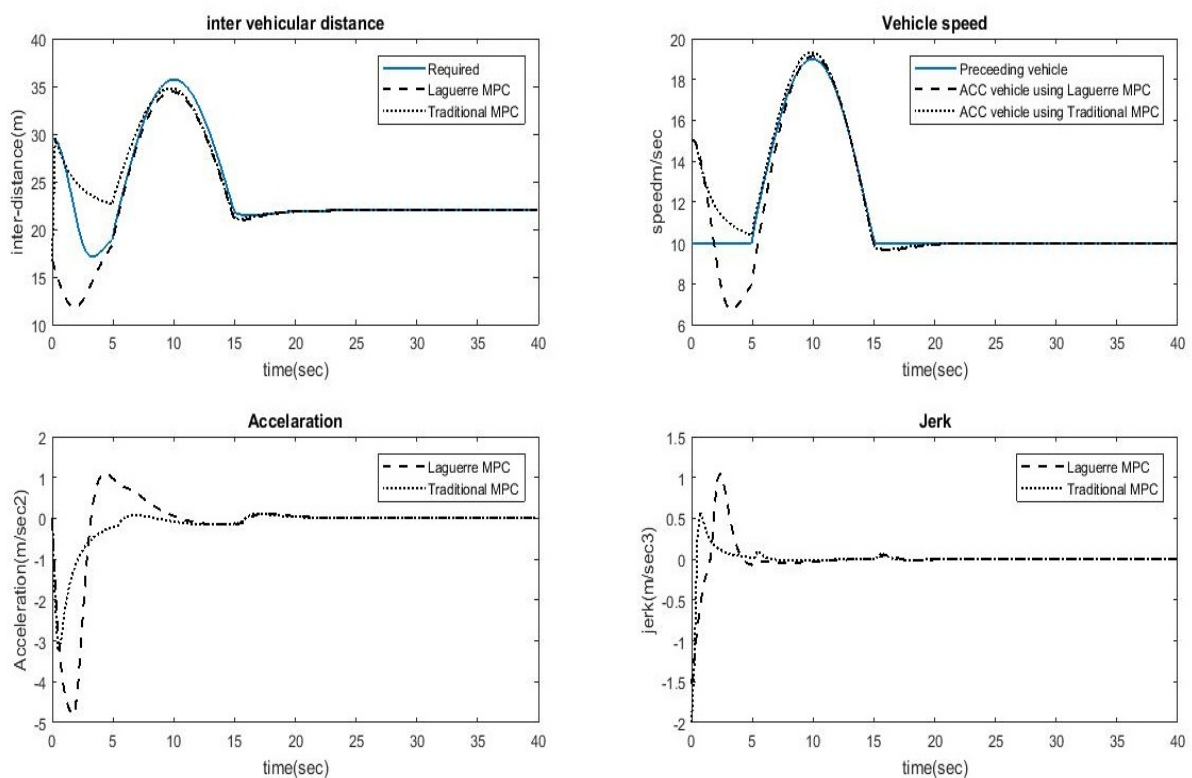 inter vehicular distance
40
35
30
25
20
15
10
inter-distance(m)
Required
Laguerre MPC
Traditional MPC
0 5 10 15 20 25 30 35 40
time(sec)
Vehicle speed
20
18
16
14
12
10
8
6
speedm/sec
Preceeding vehicle
ACC vehicle using Laguerre MPC
ACC vehicle using Traditional MPC
0 5 10 15 20 25 30 35 40
time(sec)
Accelaration
2
1
0
-1
-2
-3
-4
-5
Acceleration(m/sec2)
Laguerre MPC
Traditional MPC
0 5 10 15 20 25 30 35 40
time(sec)
Jerk
1.5
1
0.5
0
-0.5
-1
-1.5
-2
jerk(m/sec3)
Laguerre MPC
Traditional MPC
0 5 10 15 20 25 30 35 40
time(sec)